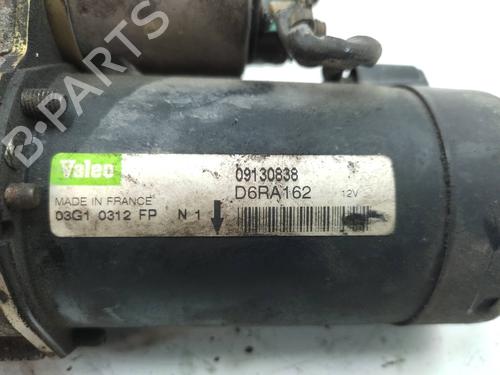 B-PARTS
Valeo
09130838
MADE IN FRANCE
D6RA162 12V
03G1 0312 FP N 1